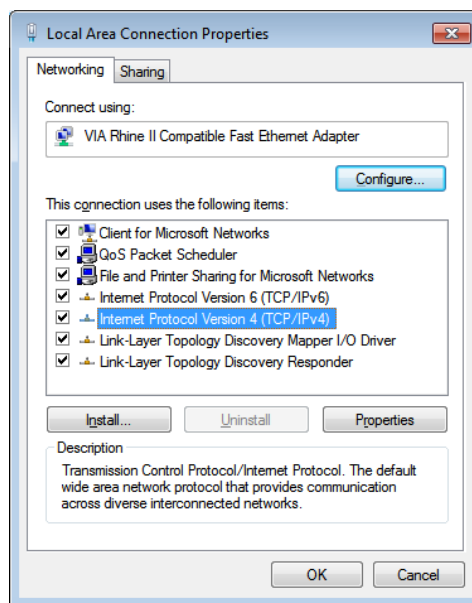 Local Area Connection Properties
Networking
Sharing
Connect using:
VIA Rhine II Compatible Fast Ethernet Adapter
Configure...
This connection uses the following items:
Client for Microsoft Networks
QoS Packet Scheduler
File and Printer Sharing for Microsoft Networks
Internet Protocol Version 6 (TCP/IPv6)
Internet Protocol Version 4 (TCP/IPv4)
Link-Layer Topology Discovery Mapper I/O Driver
Link-Layer Topology Discovery Responder
Install...
Uninstall
Properties
Description
Transmission Control Protocol/Internet Protocol. The default
wide area network protocol that provides communication
across diverse interconnected networks.
OK
Cancel